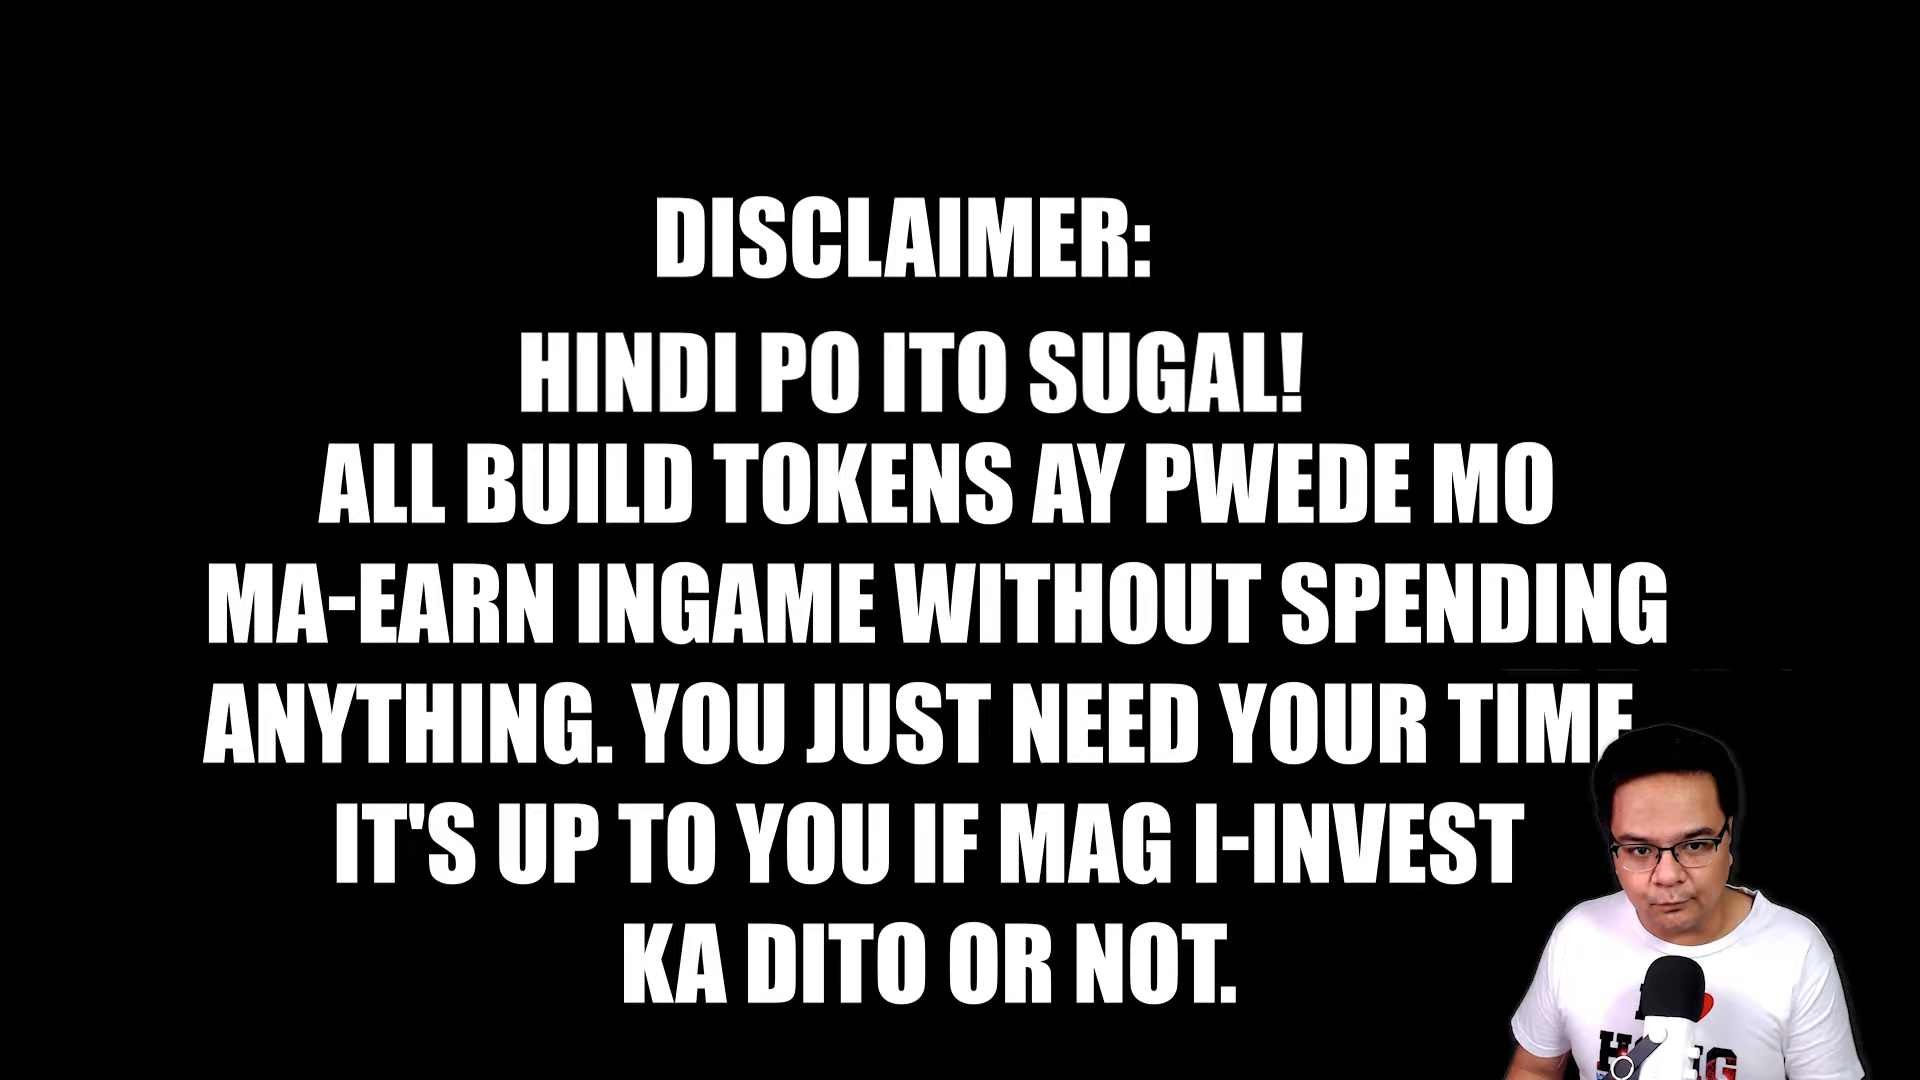 DISCLAIMER:
HINDI PO ITO SUGAL!
ALL BUILD TOKENS AY PWEDE MO
MA-EARN INGAME WITHOUT SPENDING
ANYTHING. YOU JUST NEED YOUR TIME
IT'S UP TO YOU IF MAG I-INVEST
KA DITO OR NOT.
I